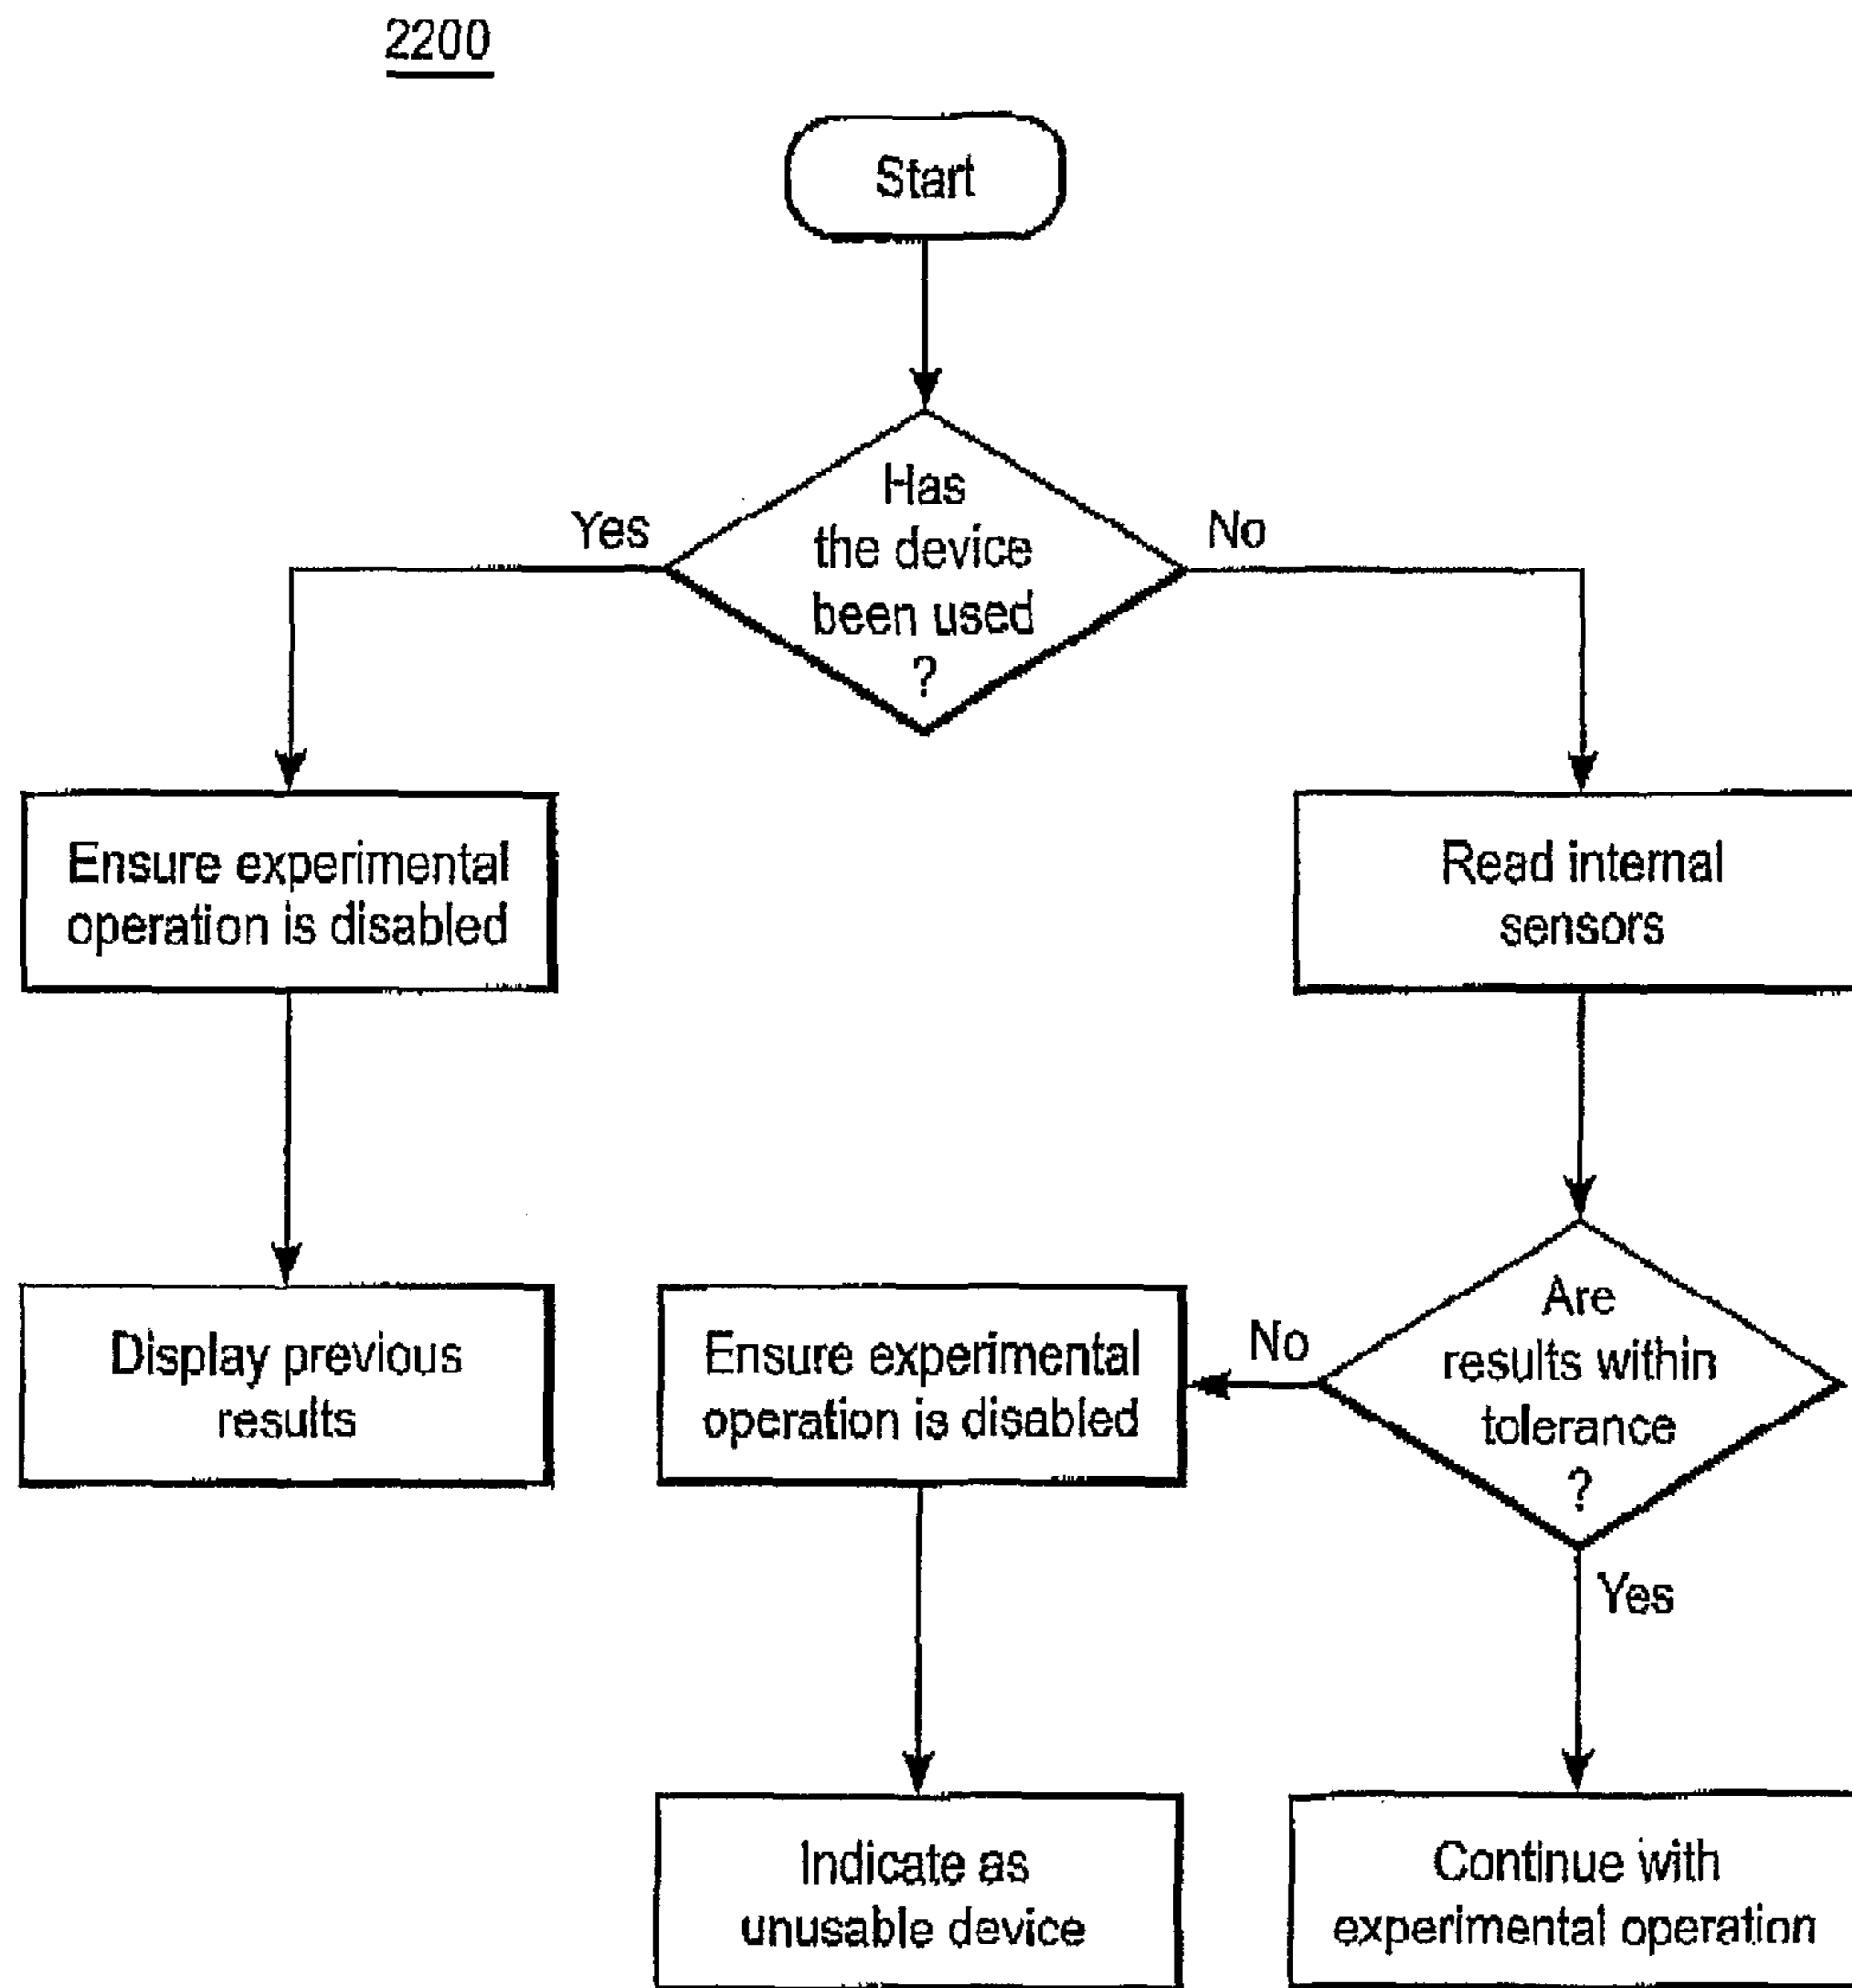 2200
Start
Has
the device
been used
?
Yes
No
Ensure experimental
operation is disabled
Read internal
sensors
Display previous
results
Ensure experimental
operation is disabled
No
Are
results within
tolerance
?
Yes
Indicate as
unusable device
Continue with
experimental operation